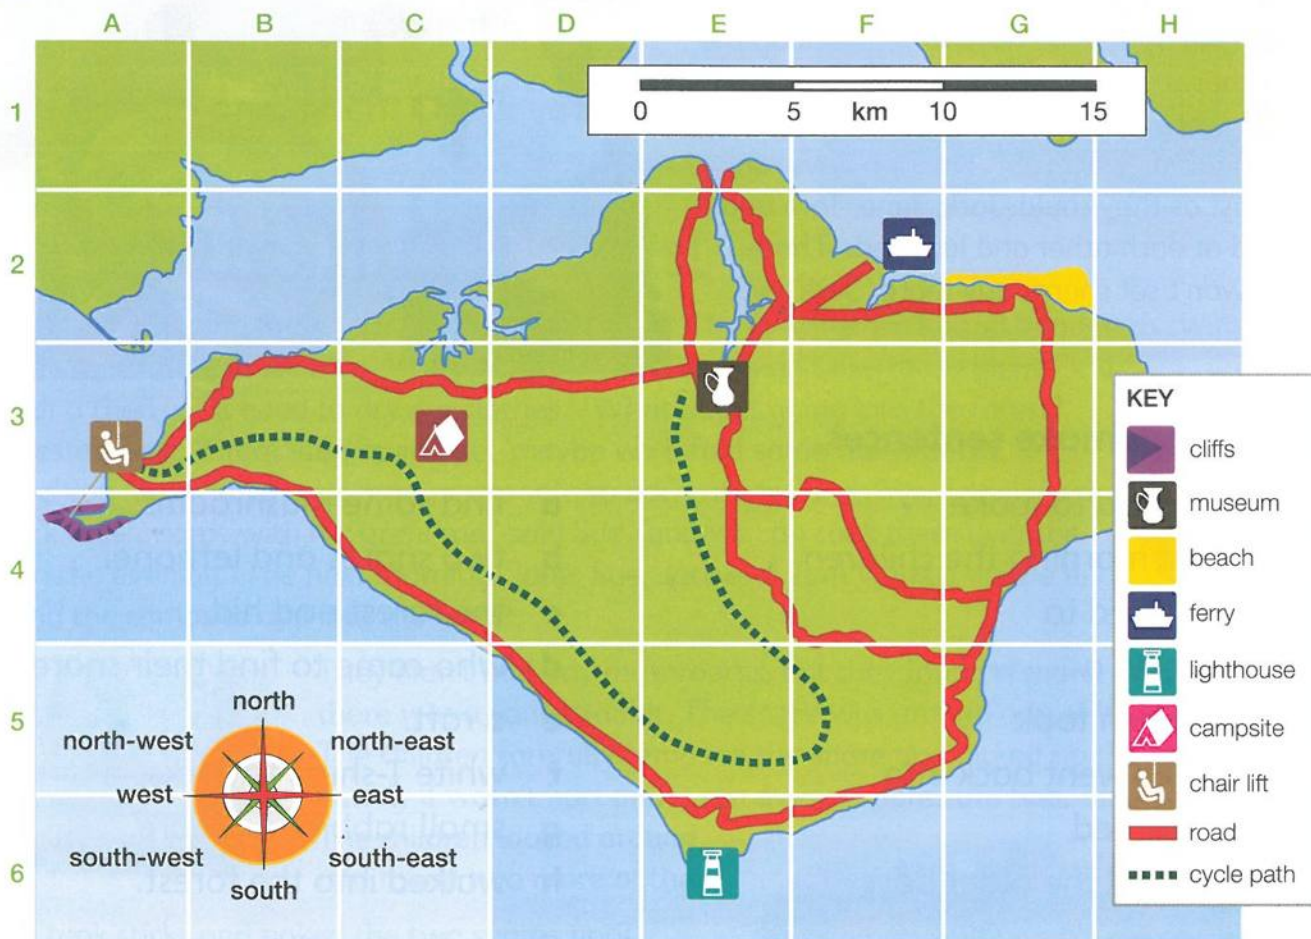 A B C D E F G H
1
0 5 km 10 15
2
3
4
5
6
north
north-west north-east
west east
south-west south-east
south
KEY
cliffs
museum
beach
ferry
lighthouse
campsite
chair lift
road
cycle path